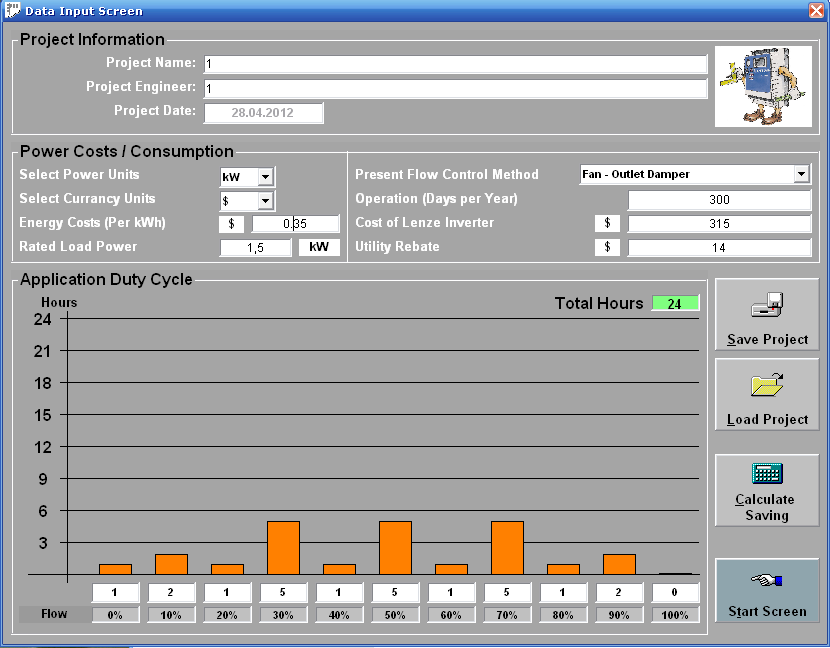 Data Input Screen
Project Information
Project Name: 1
Project Engineer: 1
Project Date: 28.04.2012
Power Costs / Consumption
Select Power Units kW
Present Flow Control Method Fan - Outlet Damper
Select Currancy Units $
Operation (Days per Year) 300
Energy Costs (Per kWh) $ 0.35
Cost of Lenze Inverter $ 315
Rated Load Power 1,5 kW
Utility Rebate $ 14
Application Duty Cycle
Hours
Total Hours 24
24
21
18
15
12
9
6
3
1 2 1 5 1 5 1 5 1 2 0
Flow 0% 10% 20% 30% 40% 50% 60% 70% 80% 90% 100%
Save Project
Load Project
Calculate
Saving
Start Screen